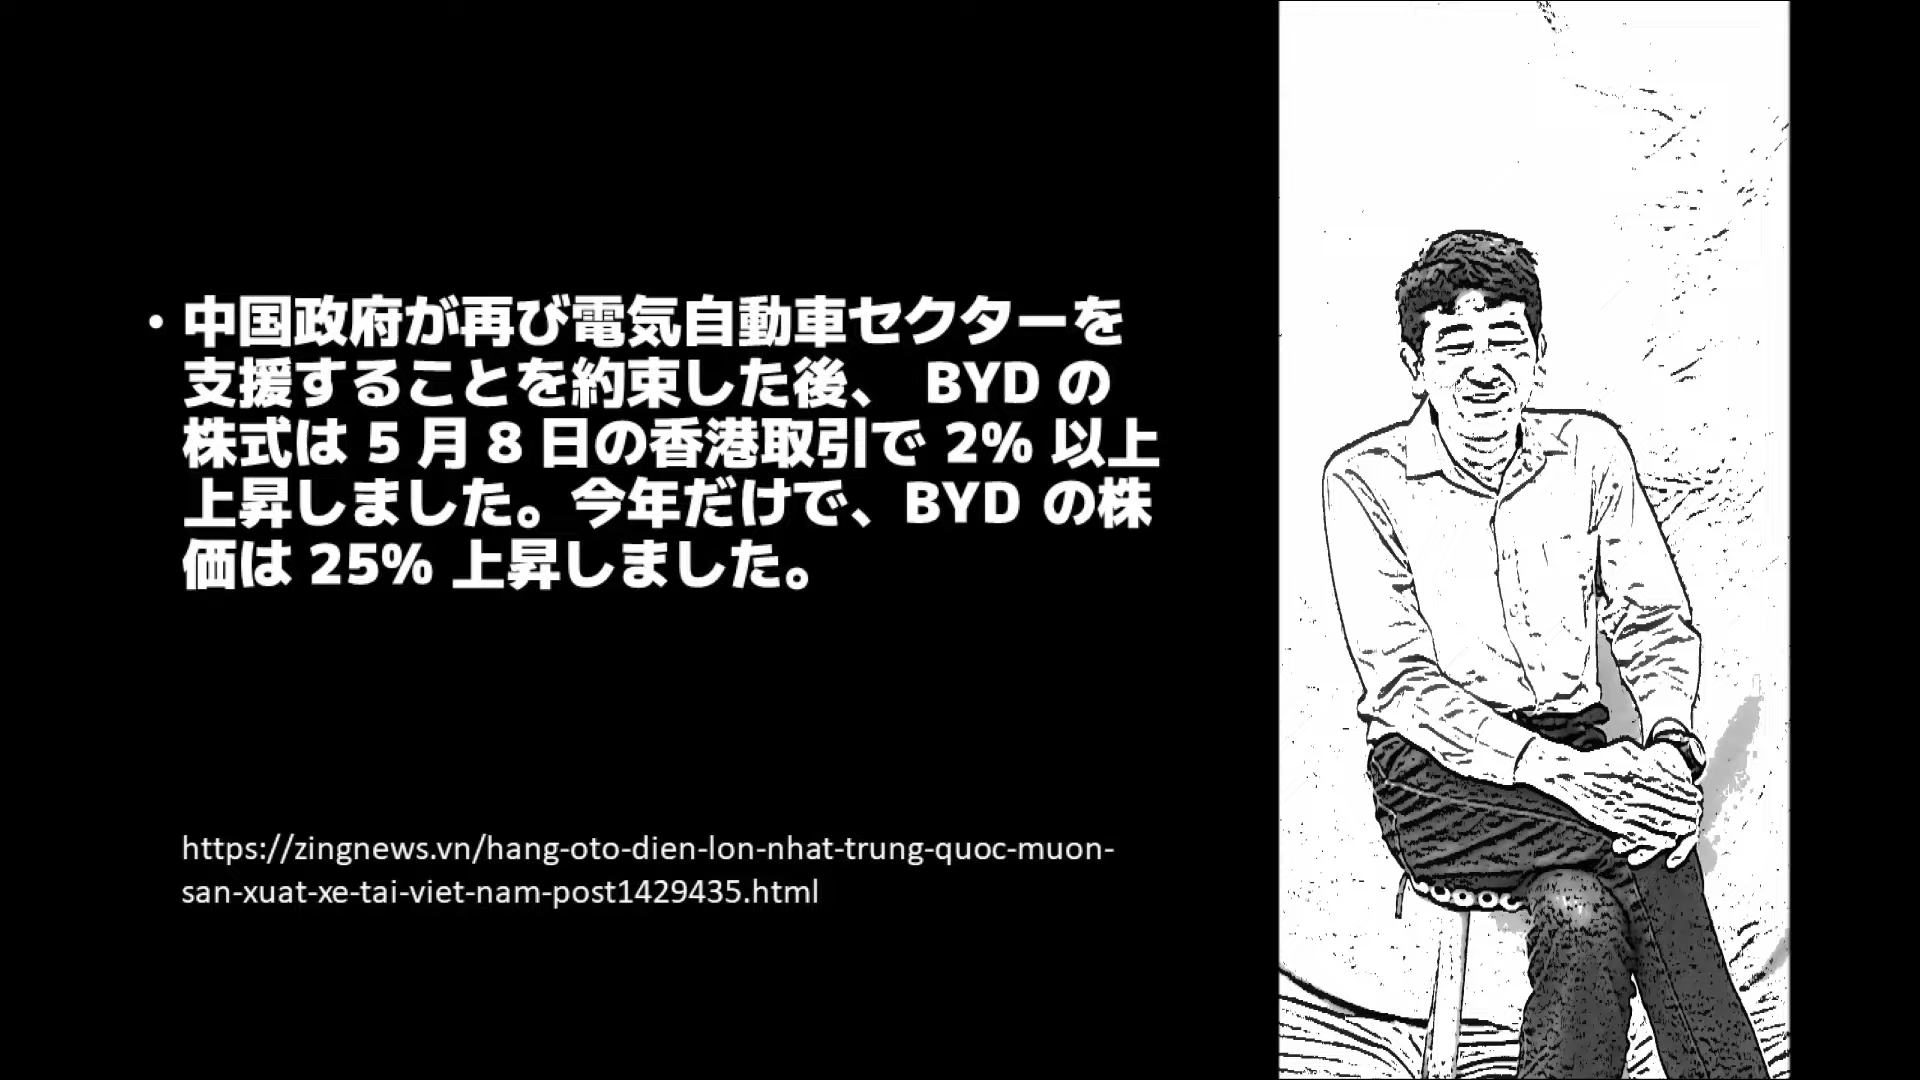 • 中国政府が再び電気自動車セクターを
支援することを約束した後、 BYD の
株式は 5 月 8 日の香港取引で 2% 以上
上昇しました。今年だけで、BYD の株
価は 25% 上昇しました。
https://zingnews.vn/hang-oto-dien-lon-nhat-trung-quoc-muon-
san-xuat-xe-tai-viet-nam-post1429435.html